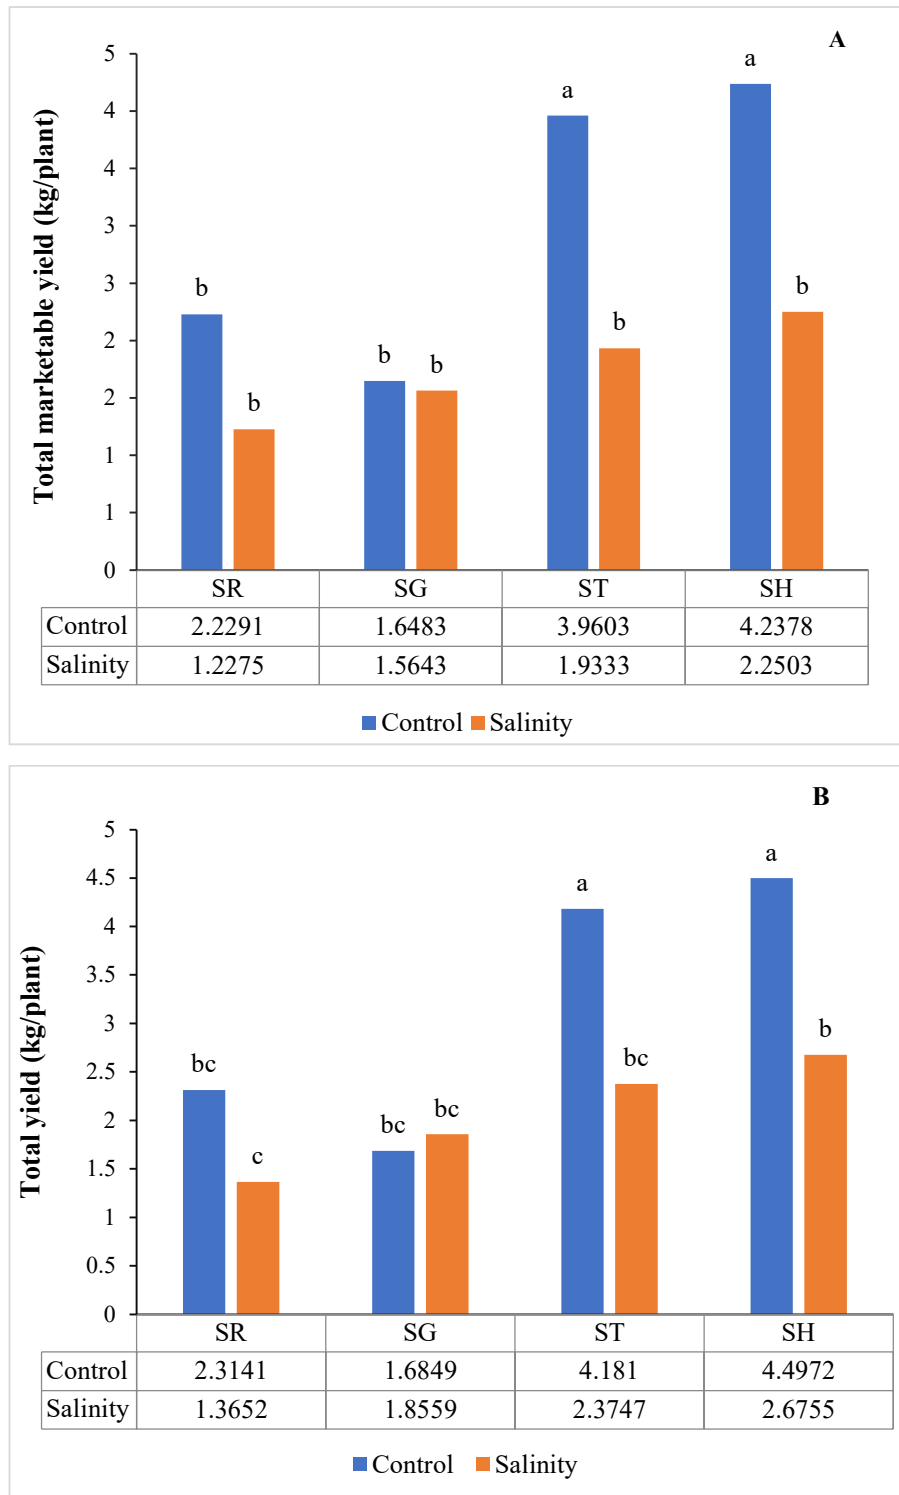 A
Total marketable yield (kg/plant)
5
4
4
3
3
2
2
1
1
0
b
b
b
b
a
b
a
b
SR SG ST SH
Control 2.2291 1.6483 3.9603 4.2378
Salinity 1.2275 1.5643 1.9333 2.2503
Control Salinity
B
Total yield (kg/plant)
5
4.5
4
3.5
3
2.5
2
1.5
1
0.5
0
bc
c
bc
bc
a
bc
a
b
SR SG ST SH
Control 2.3141 1.6849 4.181 4.4972
Salinity 1.3652 1.8559 2.3747 2.6755
Control Salinity